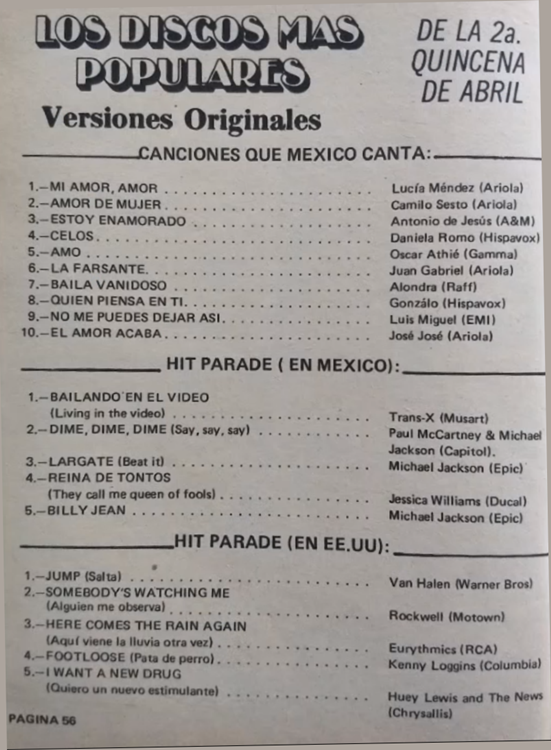 LOS DISCOS MAS
POPULARES
DE LA 2a.
QUINCENA
DE ABRIL
Versiones Originales
CANCIONES QUE MEXICO CANTA:
1.—MI AMOR, AMOR . . . . . . . . . . . . . . . . . . . . Lucía Méndez (Ariola)
2.—AMOR DE MUJER . . . . . . . . . . . . . . . . . . . . Camilo Sesto (Ariola)
3.—ESTOY ENAMORADO . . . . . . . . . . . . . . . . . Antonio de Jesús (A&M)
4.—CELOS . . . . . . . . . . . . . . . . . . . . . . . . . . . Daniela Romo (Hispavox)
5.—AMO . . . . . . . . . . . . . . . . . . . . . . . . . . . . Oscar Athié (Gamma)
6.—LA FARSANTE. . . . . . . . . . . . . . . . . . . . . . Juan Gabriel (Ariola)
7.—BAILA VANIDOSO . . . . . . . . . . . . . . . . . . . Alondra (Raff)
8.—QUIEN PIENSA EN TI. . . . . . . . . . . . . . . . . . Gonzálo (Hispavox)
9.—NO ME PUEDES DEJAR ASI. . . . . . . . . . . . . . Luis Miguel (EMI)
10.—EL AMOR ACABA. . . . . . . . . . . . . . . . . . . . José José (Ariola)
HIT PARADE ( EN MEXICO):
1.—BAILANDO EN EL VIDEO
(Living in the video) . . . . . . . . . . . . . . . . . . . Trans-X (Musart)
2.—DIME, DIME, DIME (Say, say, say) . . . . . . . . . . Paul McCartney & Michael
Jackson (Capitol).
3.—LARGATE (Beat it) . . . . . . . . . . . . . . . . . . . Michael Jackson (Epic)
4.—REINA DE TONTOS
(They call me queen of fools) . . . . . . . . . . . . . . Jessica Williams (Ducal)
5.—BILLY JEAN . . . . . . . . . . . . . . . . . . . . . . . Michael Jackson (Epic)
HIT PARADE (EN EE.UU):
1.—JUMP (Salta) . . . . . . . . . . . . . . . . . . . . . . Van Halen (Warner Bros)
2.—SOMEBODY'S WATCHING ME
(Alguien me observa) . . . . . . . . . . . . . . . . . . . Rockwell (Motown)
3.—HERE COMES THE RAIN AGAIN
(Aquí viene la lluvia otra vez) . . . . . . . . . . . . . . Eurythmics (RCA)
4.—FOOTLOOSE (Pata de perro) . . . . . . . . . . . . . . Kenny Loggins (Columbia)
5.—I WANT A NEW DRUG
(Quiero un nuevo estimulante) . . . . . . . . . . . . . . Huey Lewis and The News
(Chrysallis)
PAGINA 56